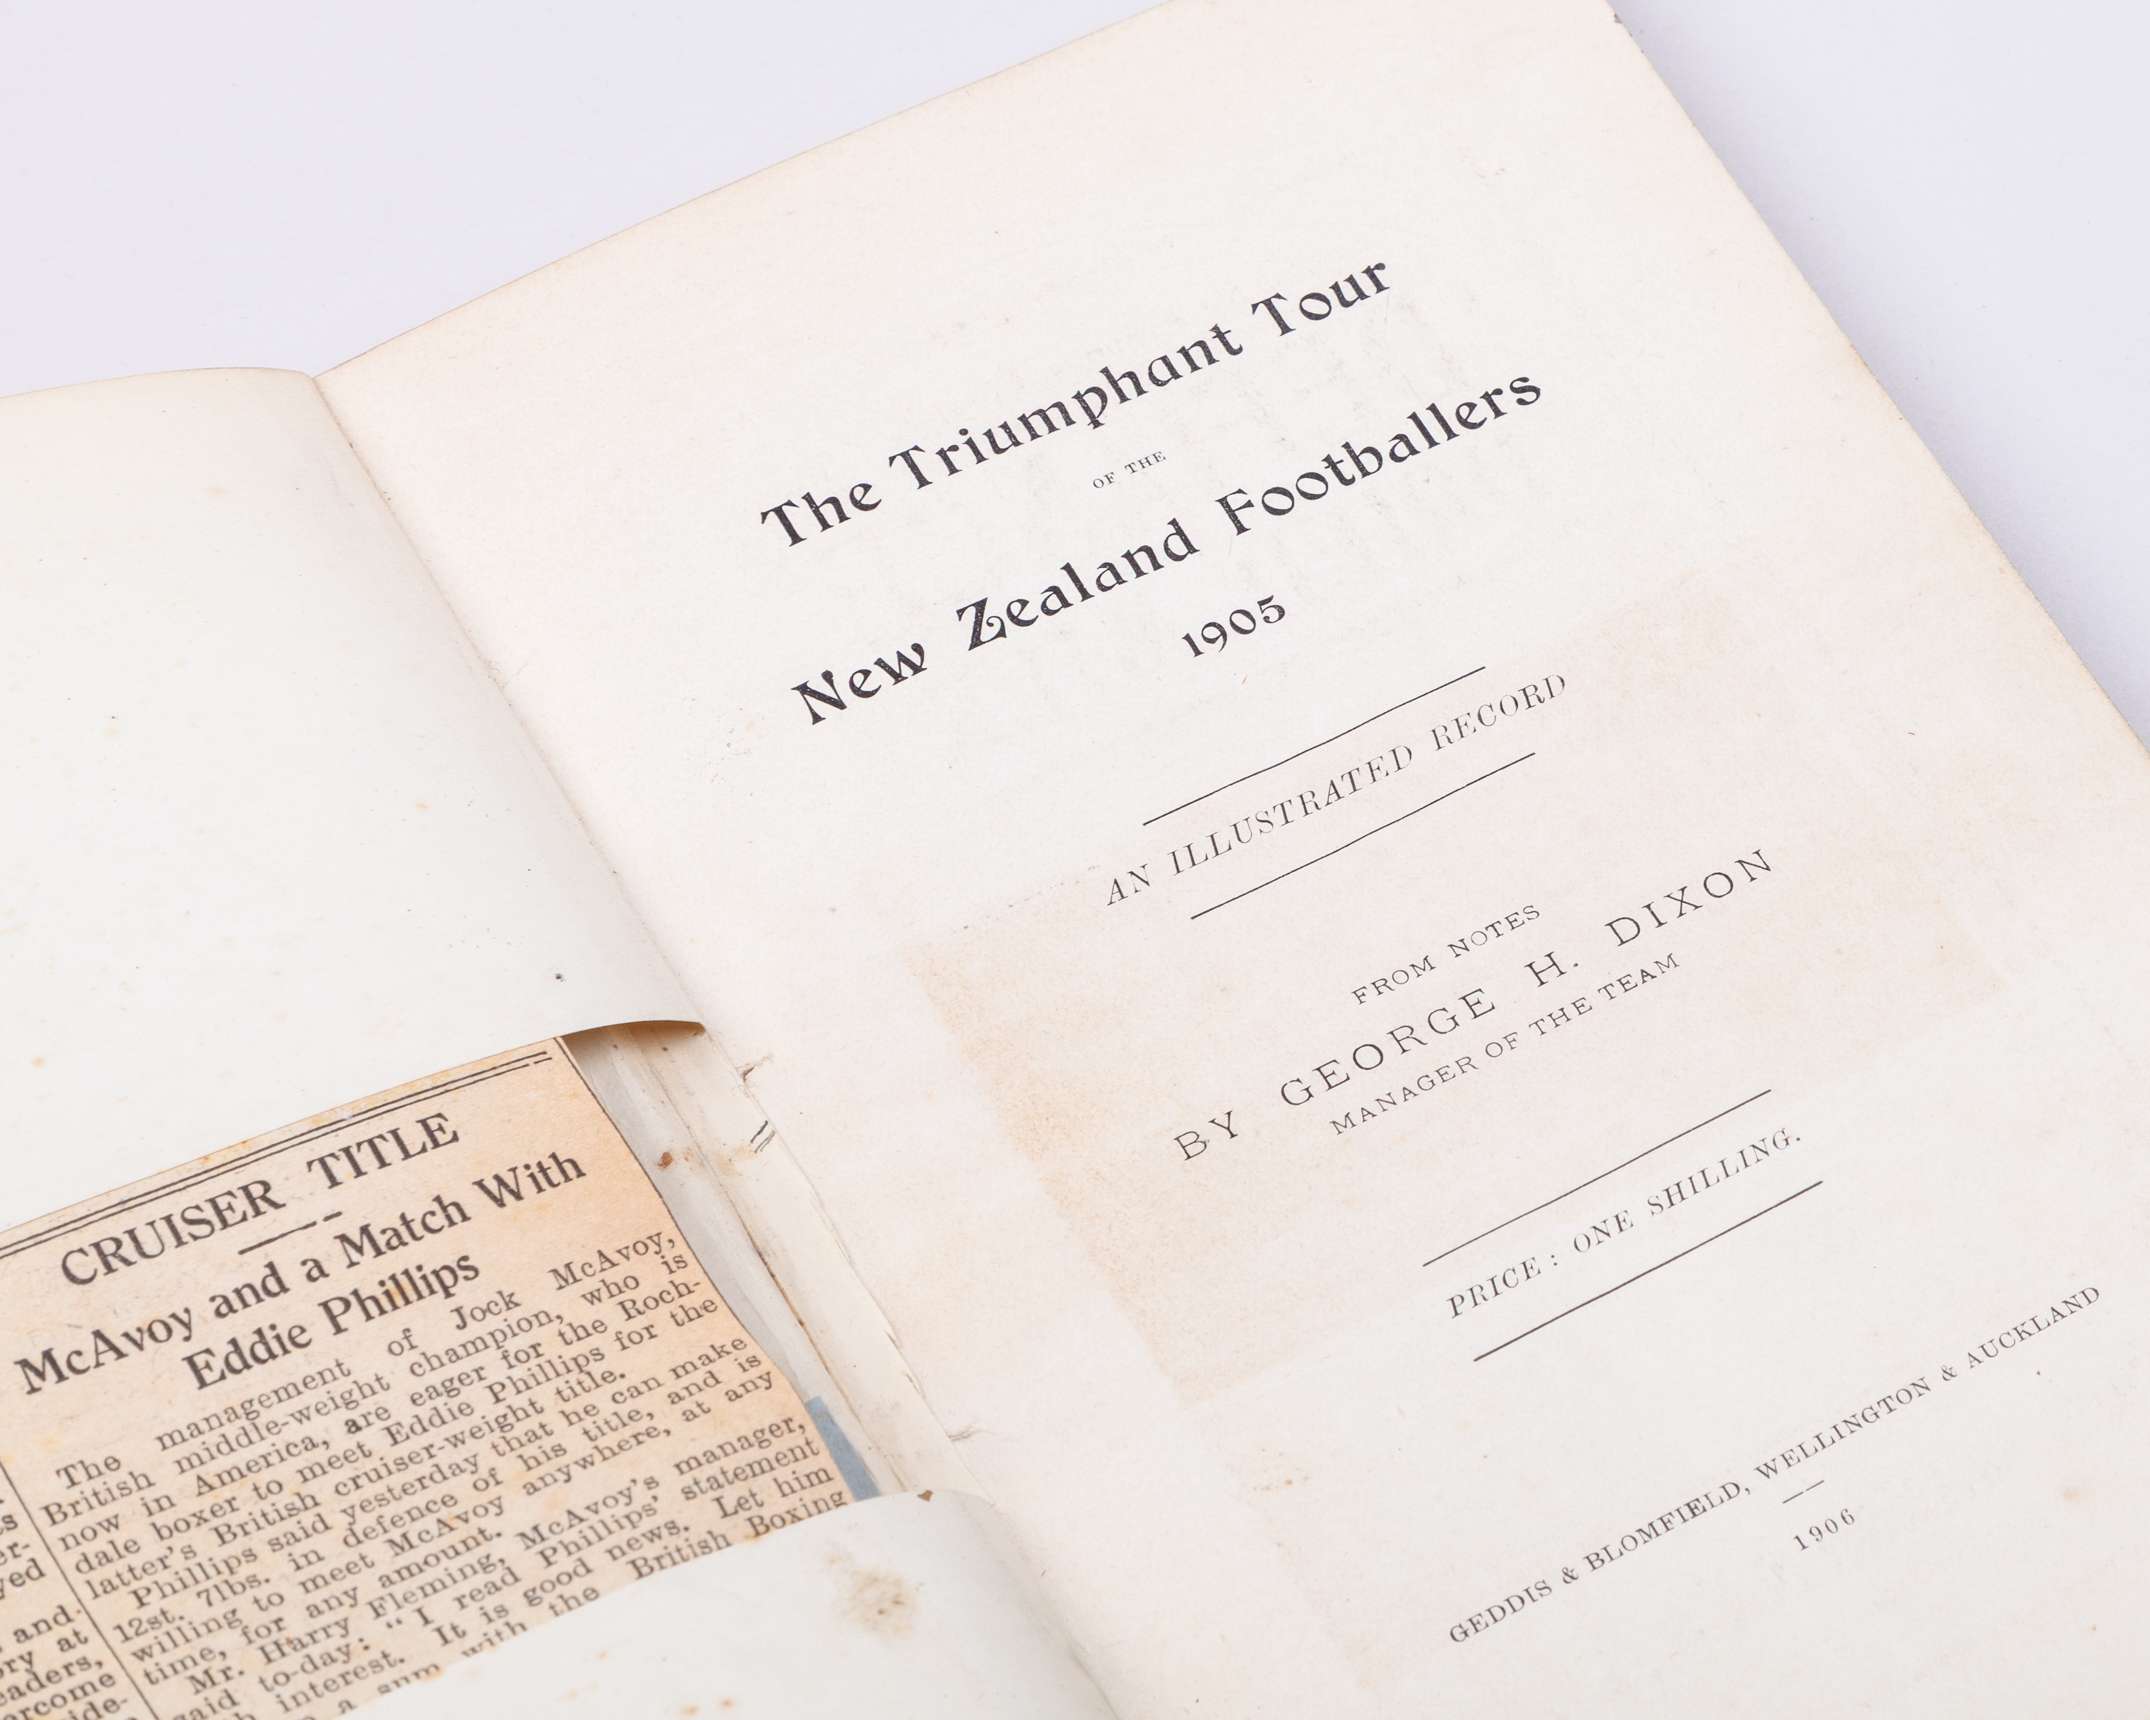 CRUISER TITLE
McAvoy and a Match With
Eddie Phillips
The management of Jock McAvoy,
British middle-weight champion, who is
now in America, are eager for the Roch-
dale boxer to meet Eddie Phillips for the
latter's British cruiser-weight title.
Phillips said yesterday that he can make
12st. 7lbs. in defence of his title, and is
willing to meet McAvoy anywhere, at any
time, for any amount.
Mr. Harry Fleming, McAvoy's manager,
said to-day: "I read Phillips' statement
interest. It is good news. Let him
a sum with the British Boxing
and
at
The Triumphant Tour
OF THE
New Zealand Footballers
1905
AN ILLUSTRATED RECORD
FROM NOTES
BY GEORGE H. DIXON
MANAGER OF THE TEAM
PRICE: ONE SHILLING.
GEDDIS & BLOMFIELD, WELLINGTON & AUCKLAND
1906